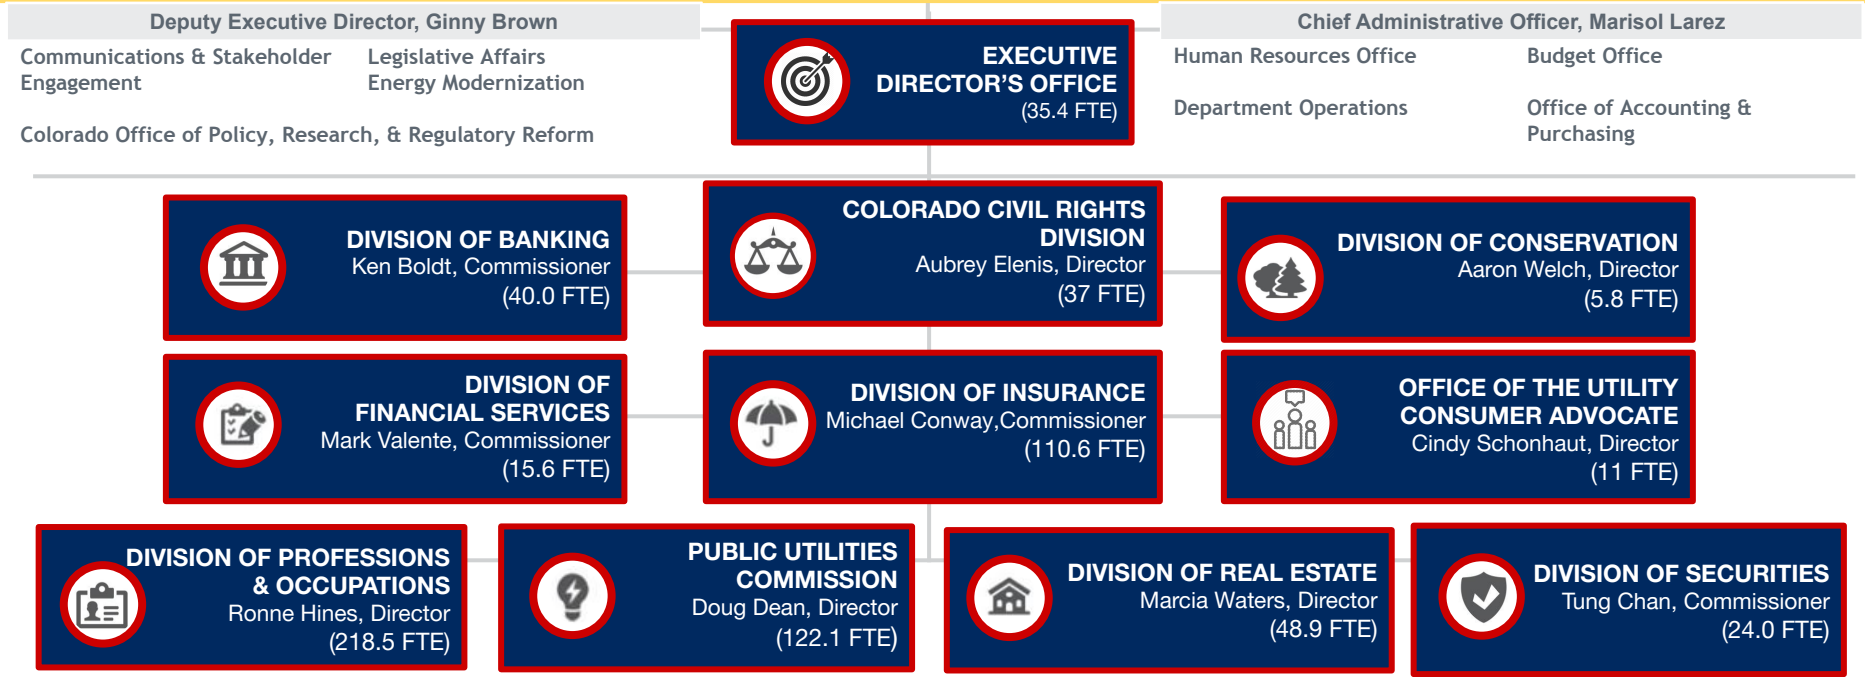 Deputy Executive Director, Ginny Brown
Communications & Stakeholder
Engagement
Legislative Affairs
Energy Modernization
Colorado Office of Policy, Research, & Regulatory Reform
EXECUTIVE
DIRECTOR'S OFFICE
(35.4 FTE)
Chief Administrative Officer, Marisol Larez
Human Resources Office
Budget Office
Department Operations
Office of Accounting &
Purchasing
DIVISION OF BANKING
Ken Boldt, Commissioner
(40.0 FTE)
COLORADO CIVIL RIGHTS
DIVISION
Aubrey Elenis, Director
(37 FTE)
DIVISION OF CONSERVATION
Aaron Welch, Director
(5.8 FTE)
DIVISION OF
FINANCIAL SERVICES
Mark Valente, Commissioner
(15.6 FTE)
DIVISION OF INSURANCE
Michael Conway,Commissioner
(110.6 FTE)
OFFICE OF THE UTILITY
CONSUMER ADVOCATE
Cindy Schonhaut, Director
(11 FTE)
DIVISION OF PROFESSIONS
& OCCUPATIONS
Ronne Hines, Director
(218.5 FTE)
PUBLIC UTILITIES
COMMISSION
Doug Dean, Director
(122.1 FTE)
DIVISION OF REAL ESTATE
Marcia Waters, Director
(48.9 FTE)
DIVISION OF SECURITIES
Tung Chan, Commissioner
(24.0 FTE)